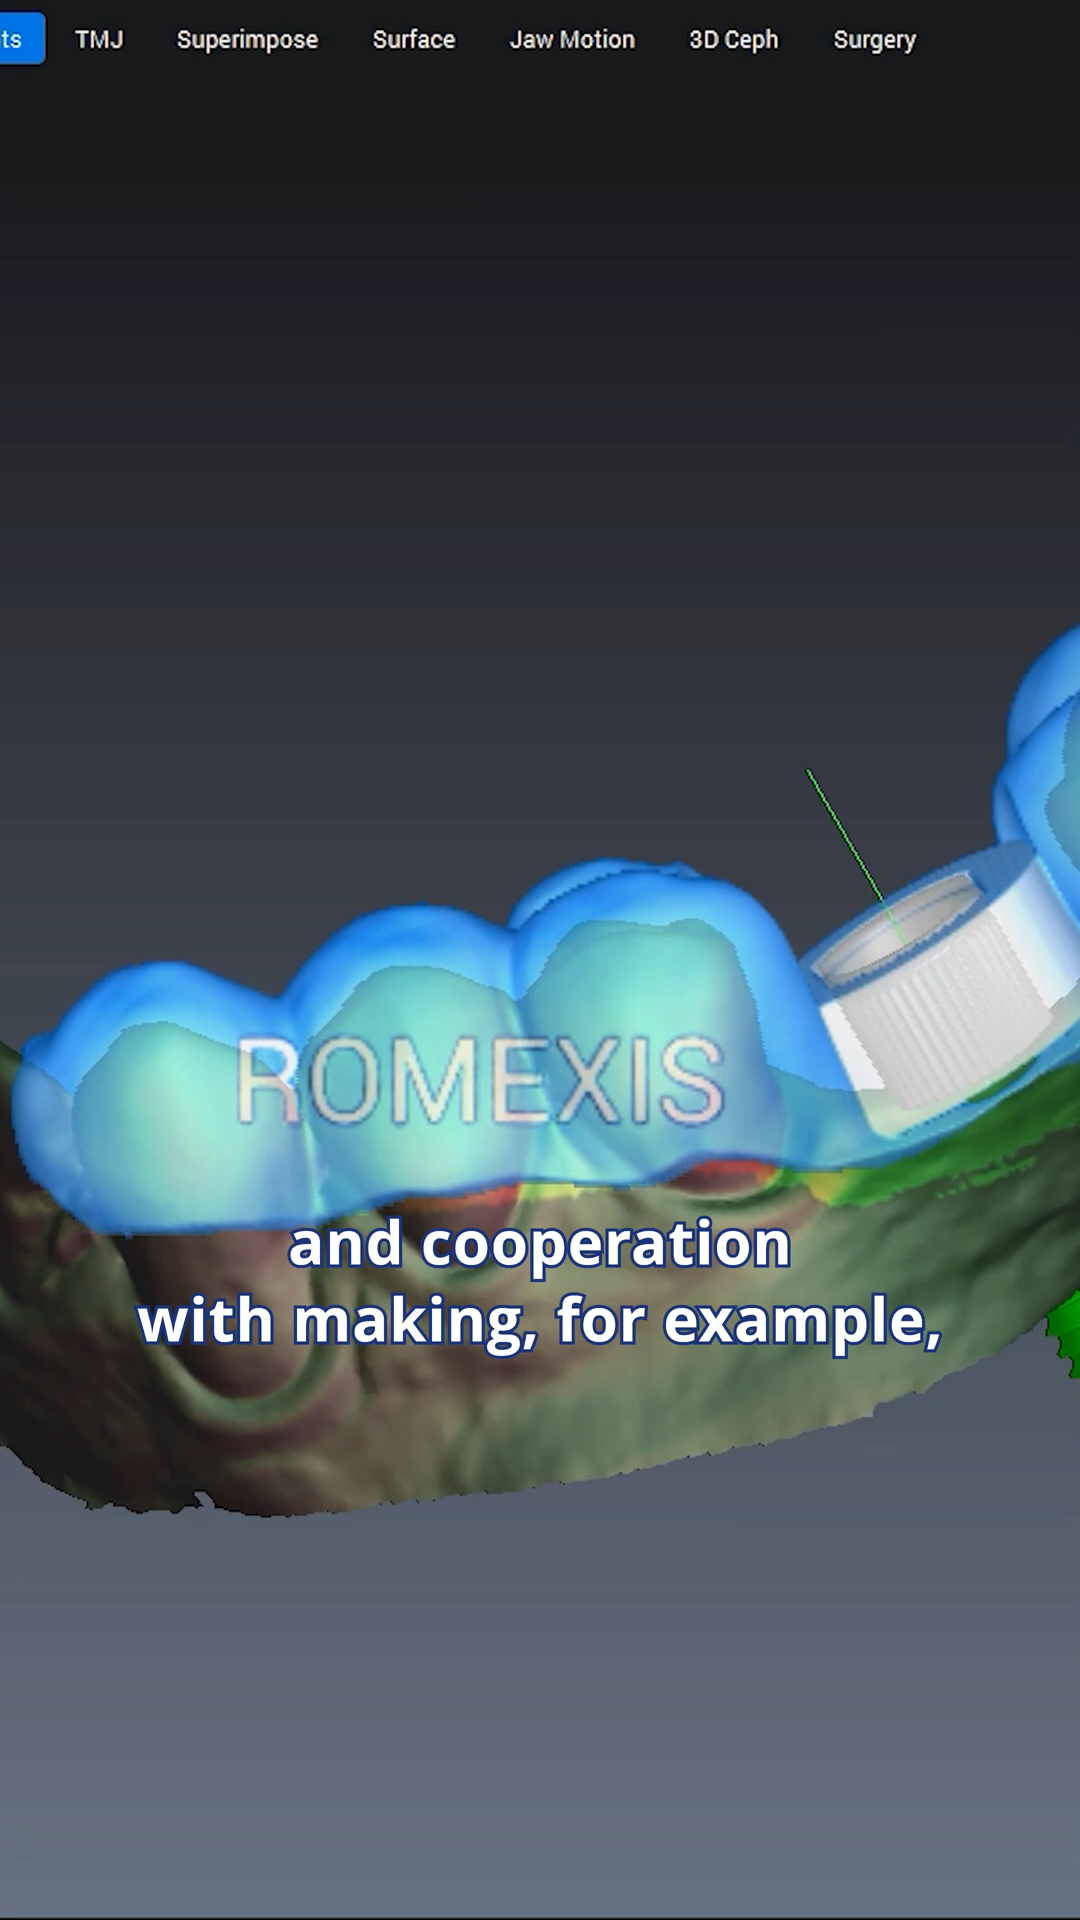 ts TMJ Superimpose Surface Jaw Motion 3D Ceph Surgery
ROMEXIS
and cooperation
with making, for example,